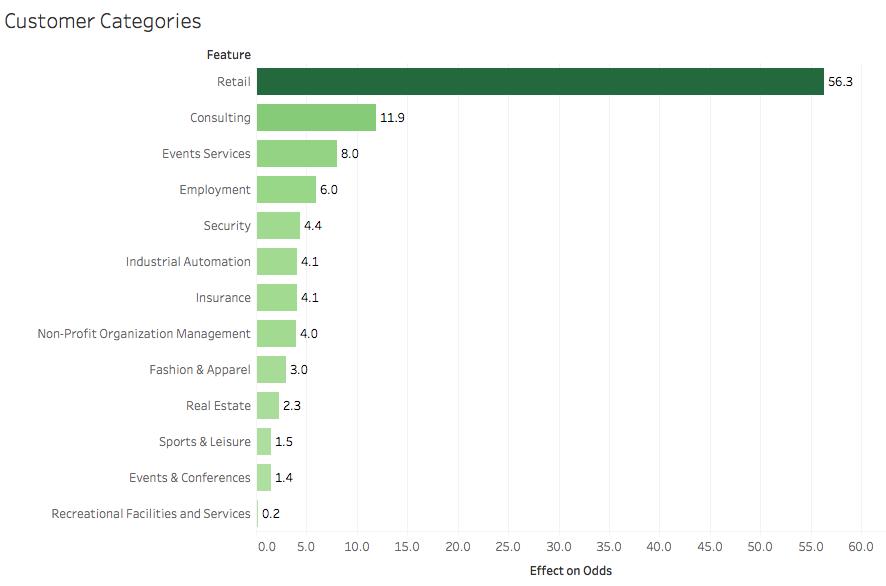 Customer Categories
Feature
Retail 56.3
Consulting 11.9
Events Services 8.0
Employment 6.0
Security 4.4
Industrial Automation 4.1
Insurance 4.1
Non-Profit Organization Management 4.0
Fashion & Apparel 3.0
Real Estate 2.3
Sports & Leisure 1.5
Events & Conferences 1.4
Recreational Facilities and Services 0.2
0.0 5.0 10.0 15.0 20.0 25.0 30.0 35.0 40.0 45.0 50.0 55.0 60.0
Effect on Odds